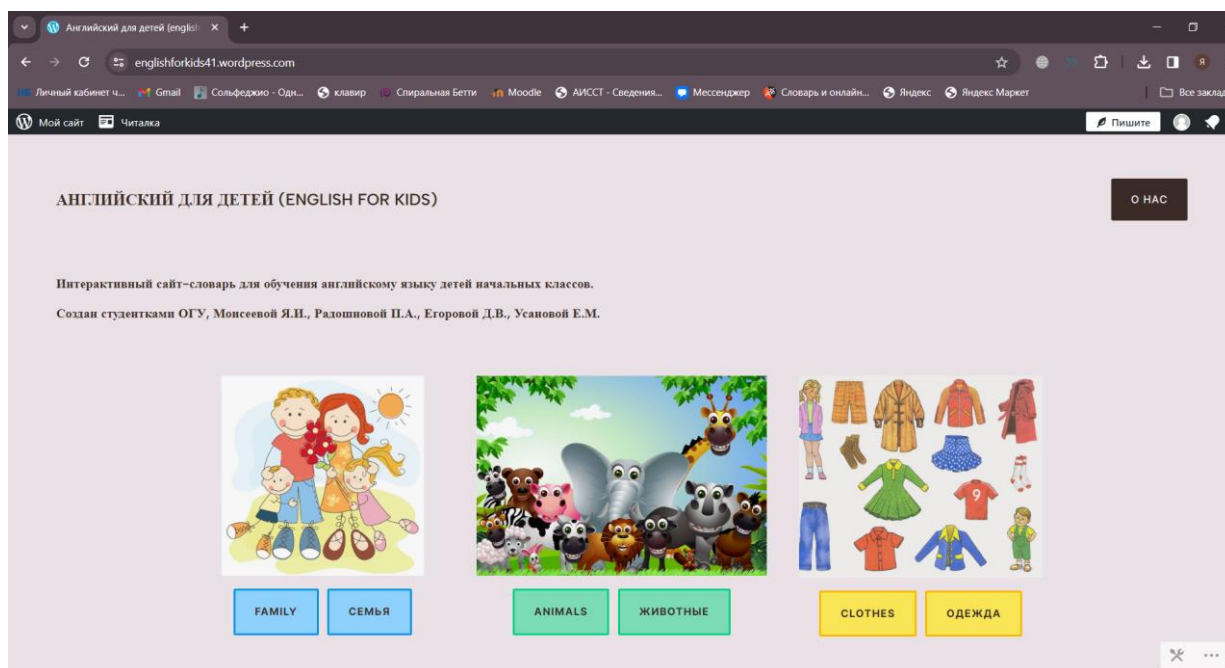 Английский для детей (english
englishforkids41.wordpress.com
Личный кабинет ч... Gmail Сольфеджио - Одн... клавир Спиральная Бетти Moodle АИССТ - Сведения... Мессенджер Словарь и онлайн... Яндекс Яндекс Маркет Все заклад
Мой сайт Читалка Пишите
АНГЛИЙСКИЙ ДЛЯ ДЕТЕЙ (ENGLISH FOR KIDS) О НАС
Интерактивный сайт-словарь для обучения английскому языку детей начальных классов.
Создан студентками ОГУ, Моисеевой Я.И., Радошновой П.А., Егоровой Д.В., Усановой Е.М.
9
FAMILY СЕМЬЯ ANIMALS ЖИВОТНЫЕ CLOTHES ОДЕЖДА